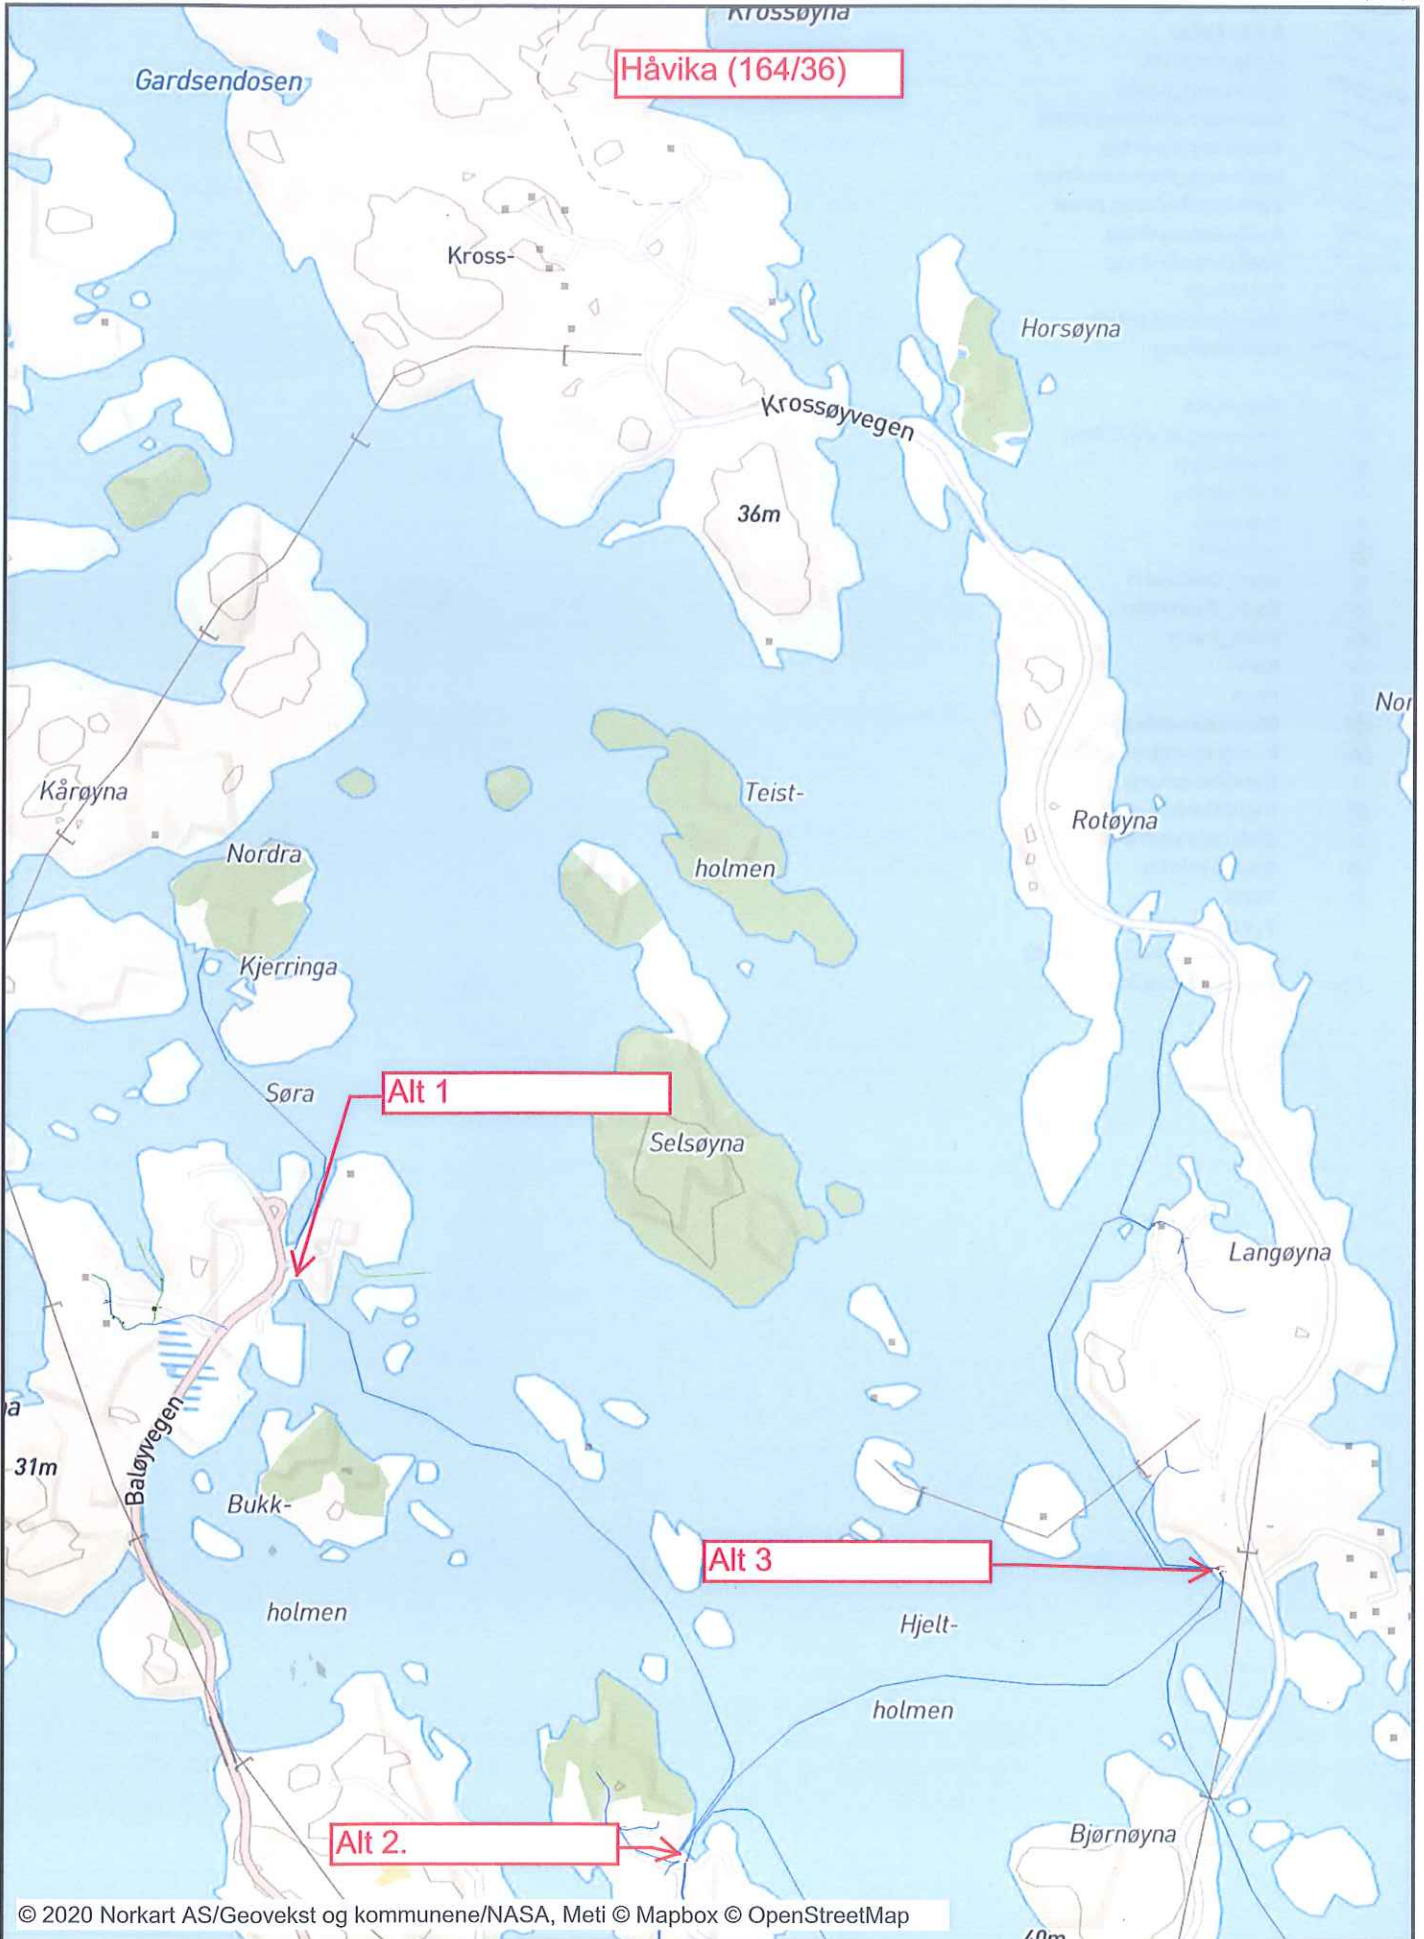 Krossøyna
Håvika (164/36)
Gardsendosen
Kross-
Horsøyna
Krossøyvegen
36m
Nor
Kårøyna
Teist-
Rotøyna
Nordra
holmen
Kjerringa
Søra
Alt 1
Selsøyna
Langøyna
a
Baløyvegen
31m
Bukk-
Alt 3
holmen
Hjelt-
holmen
Alt 2.
Bjørnøyna
© 2020 Norkart AS/Geovekst og kommunene/NASA, Meti © Mapbox © OpenStreetMap
40m